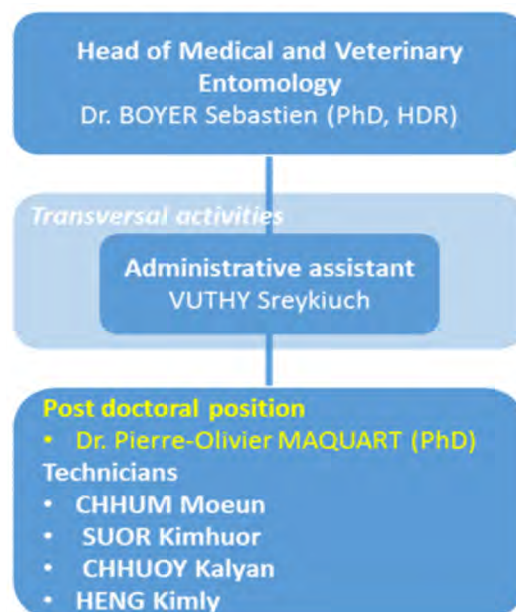 Head of Medical and Veterinary
Entomology
Dr. BOYER Sebastien (PhD, HDR)
Transversal activities
Administrative assistant
VUTHY Sreykiuch
Post doctoral position
• Dr. Pierre-Olivier MAQUART (PhD)
Technicians
• CHHUM Moeun
• SUOR Kimhuor
• CHHUOY Kalyan
• HENG Kimly